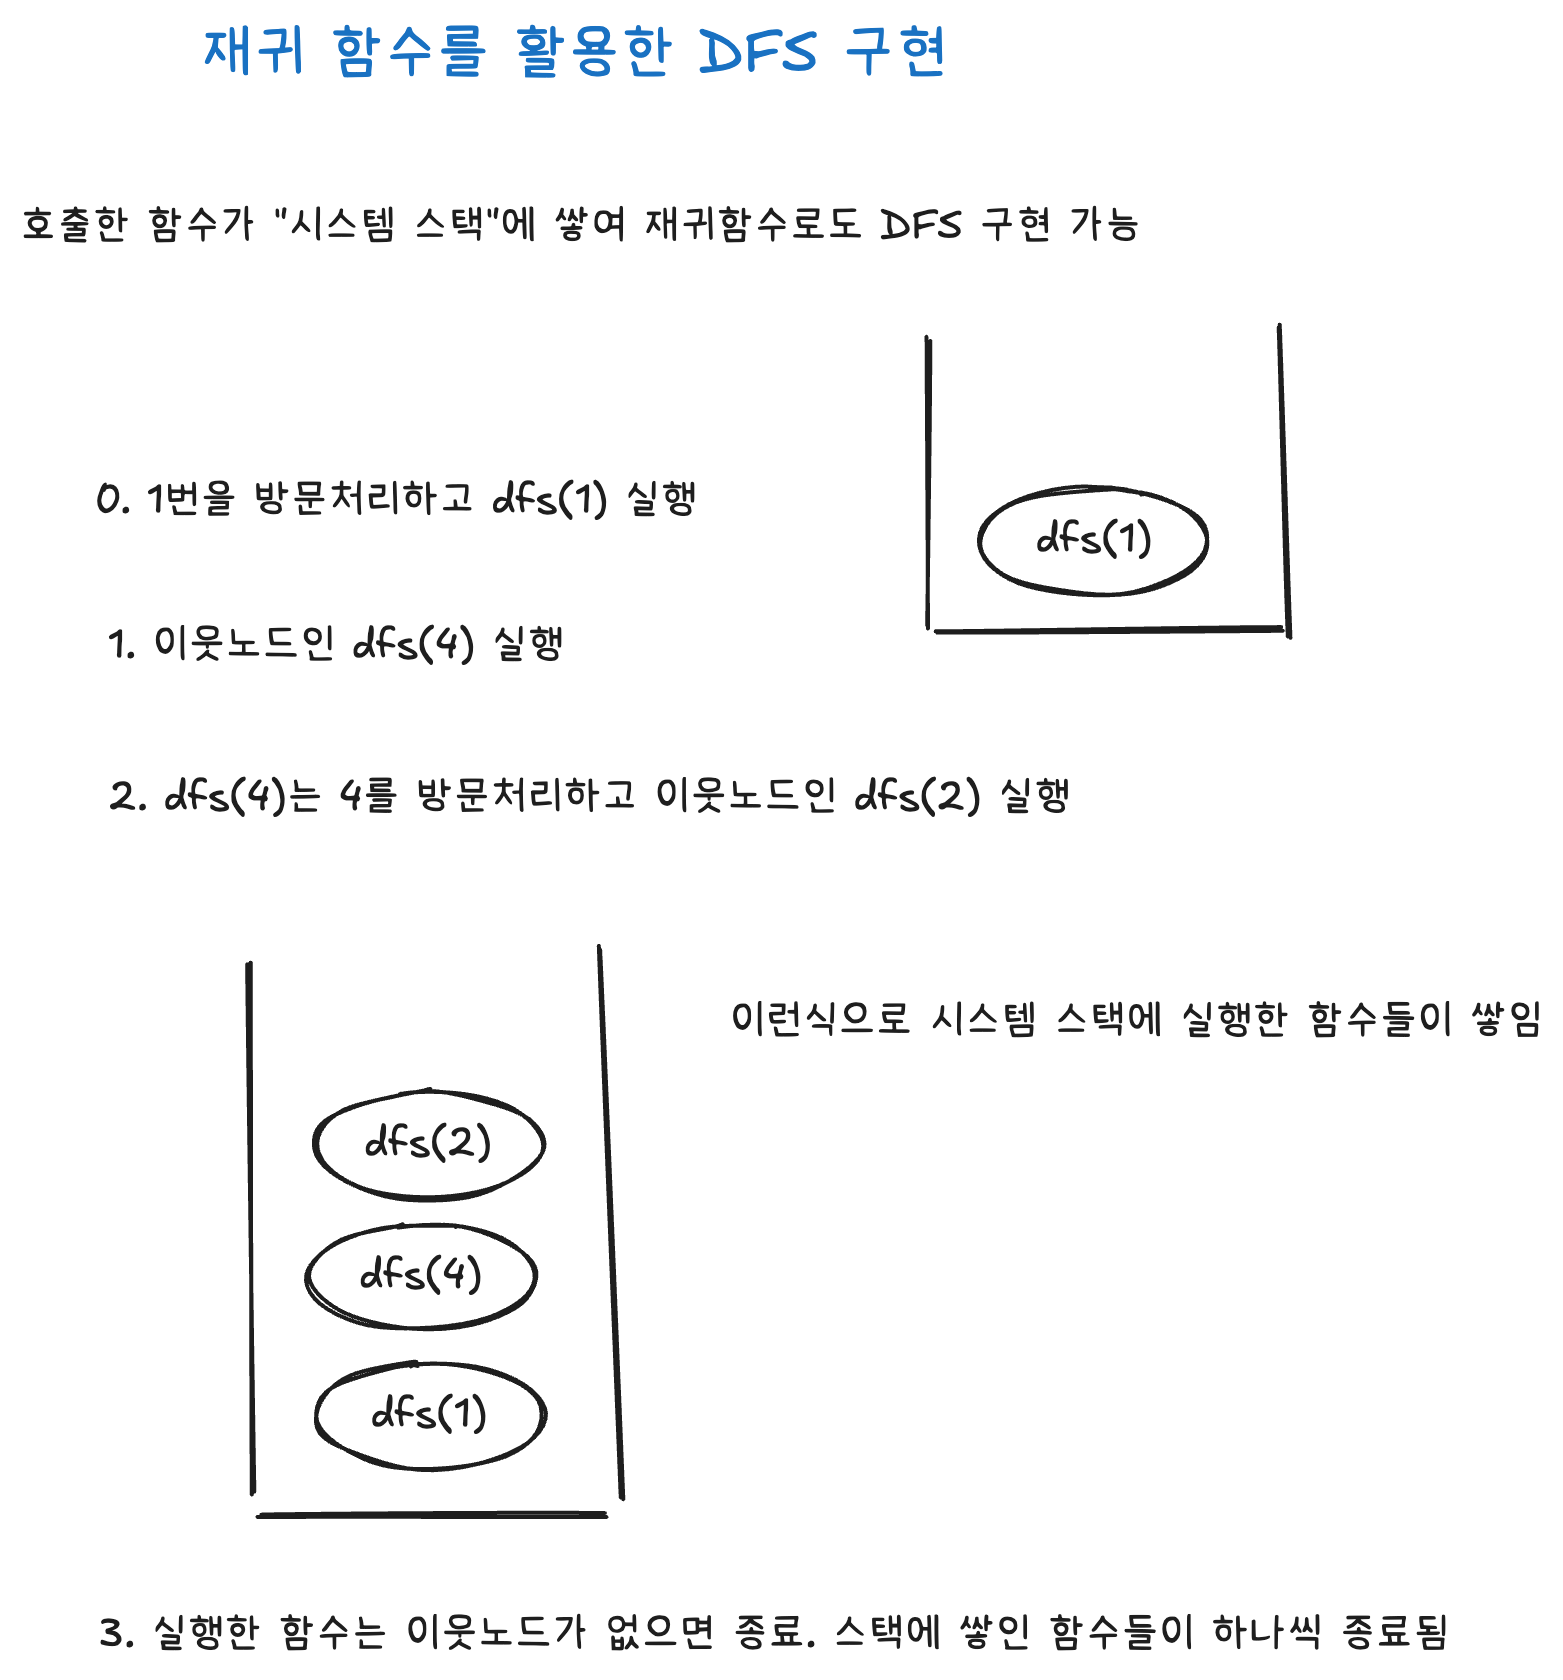 재귀 함수를 활용한 DFS 구현
호출한 함수가 "시스템 스택"에 쌓여 재귀함수로도 DFS 구현 가능
0. 1번을 방문처리하고 dfs(1) 실행
dfs(1)
1. 이웃노드인 dfs(4) 실행
2. dfs(4)는 4를 방문처리하고 이웃노드인 dfs(2) 실행
이런식으로 시스템 스택에 실행한 함수들이 쌓임
dfs(2)
dfs(4)
dfs(1)
3. 실행한 함수는 이웃노드가 없으면 종료. 스택에 쌓인 함수들이 하나씩 종료됨